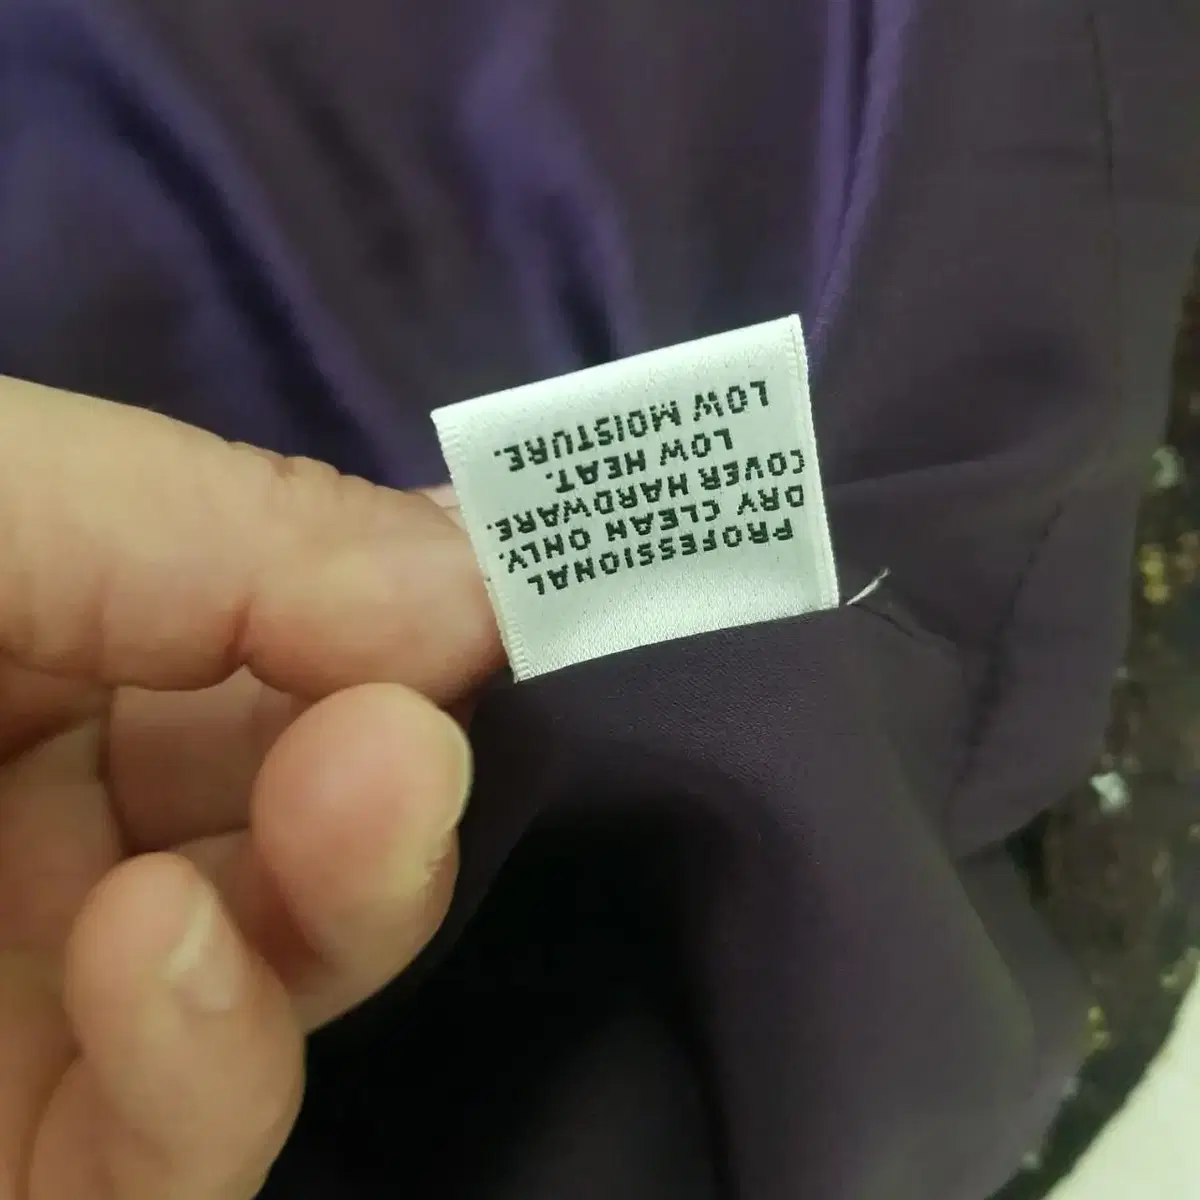 PROFESSIONAL
DRY CLEAN ONLY.
COVER HARDWARE.
LOW HEAT.
LOW MOISTURE.